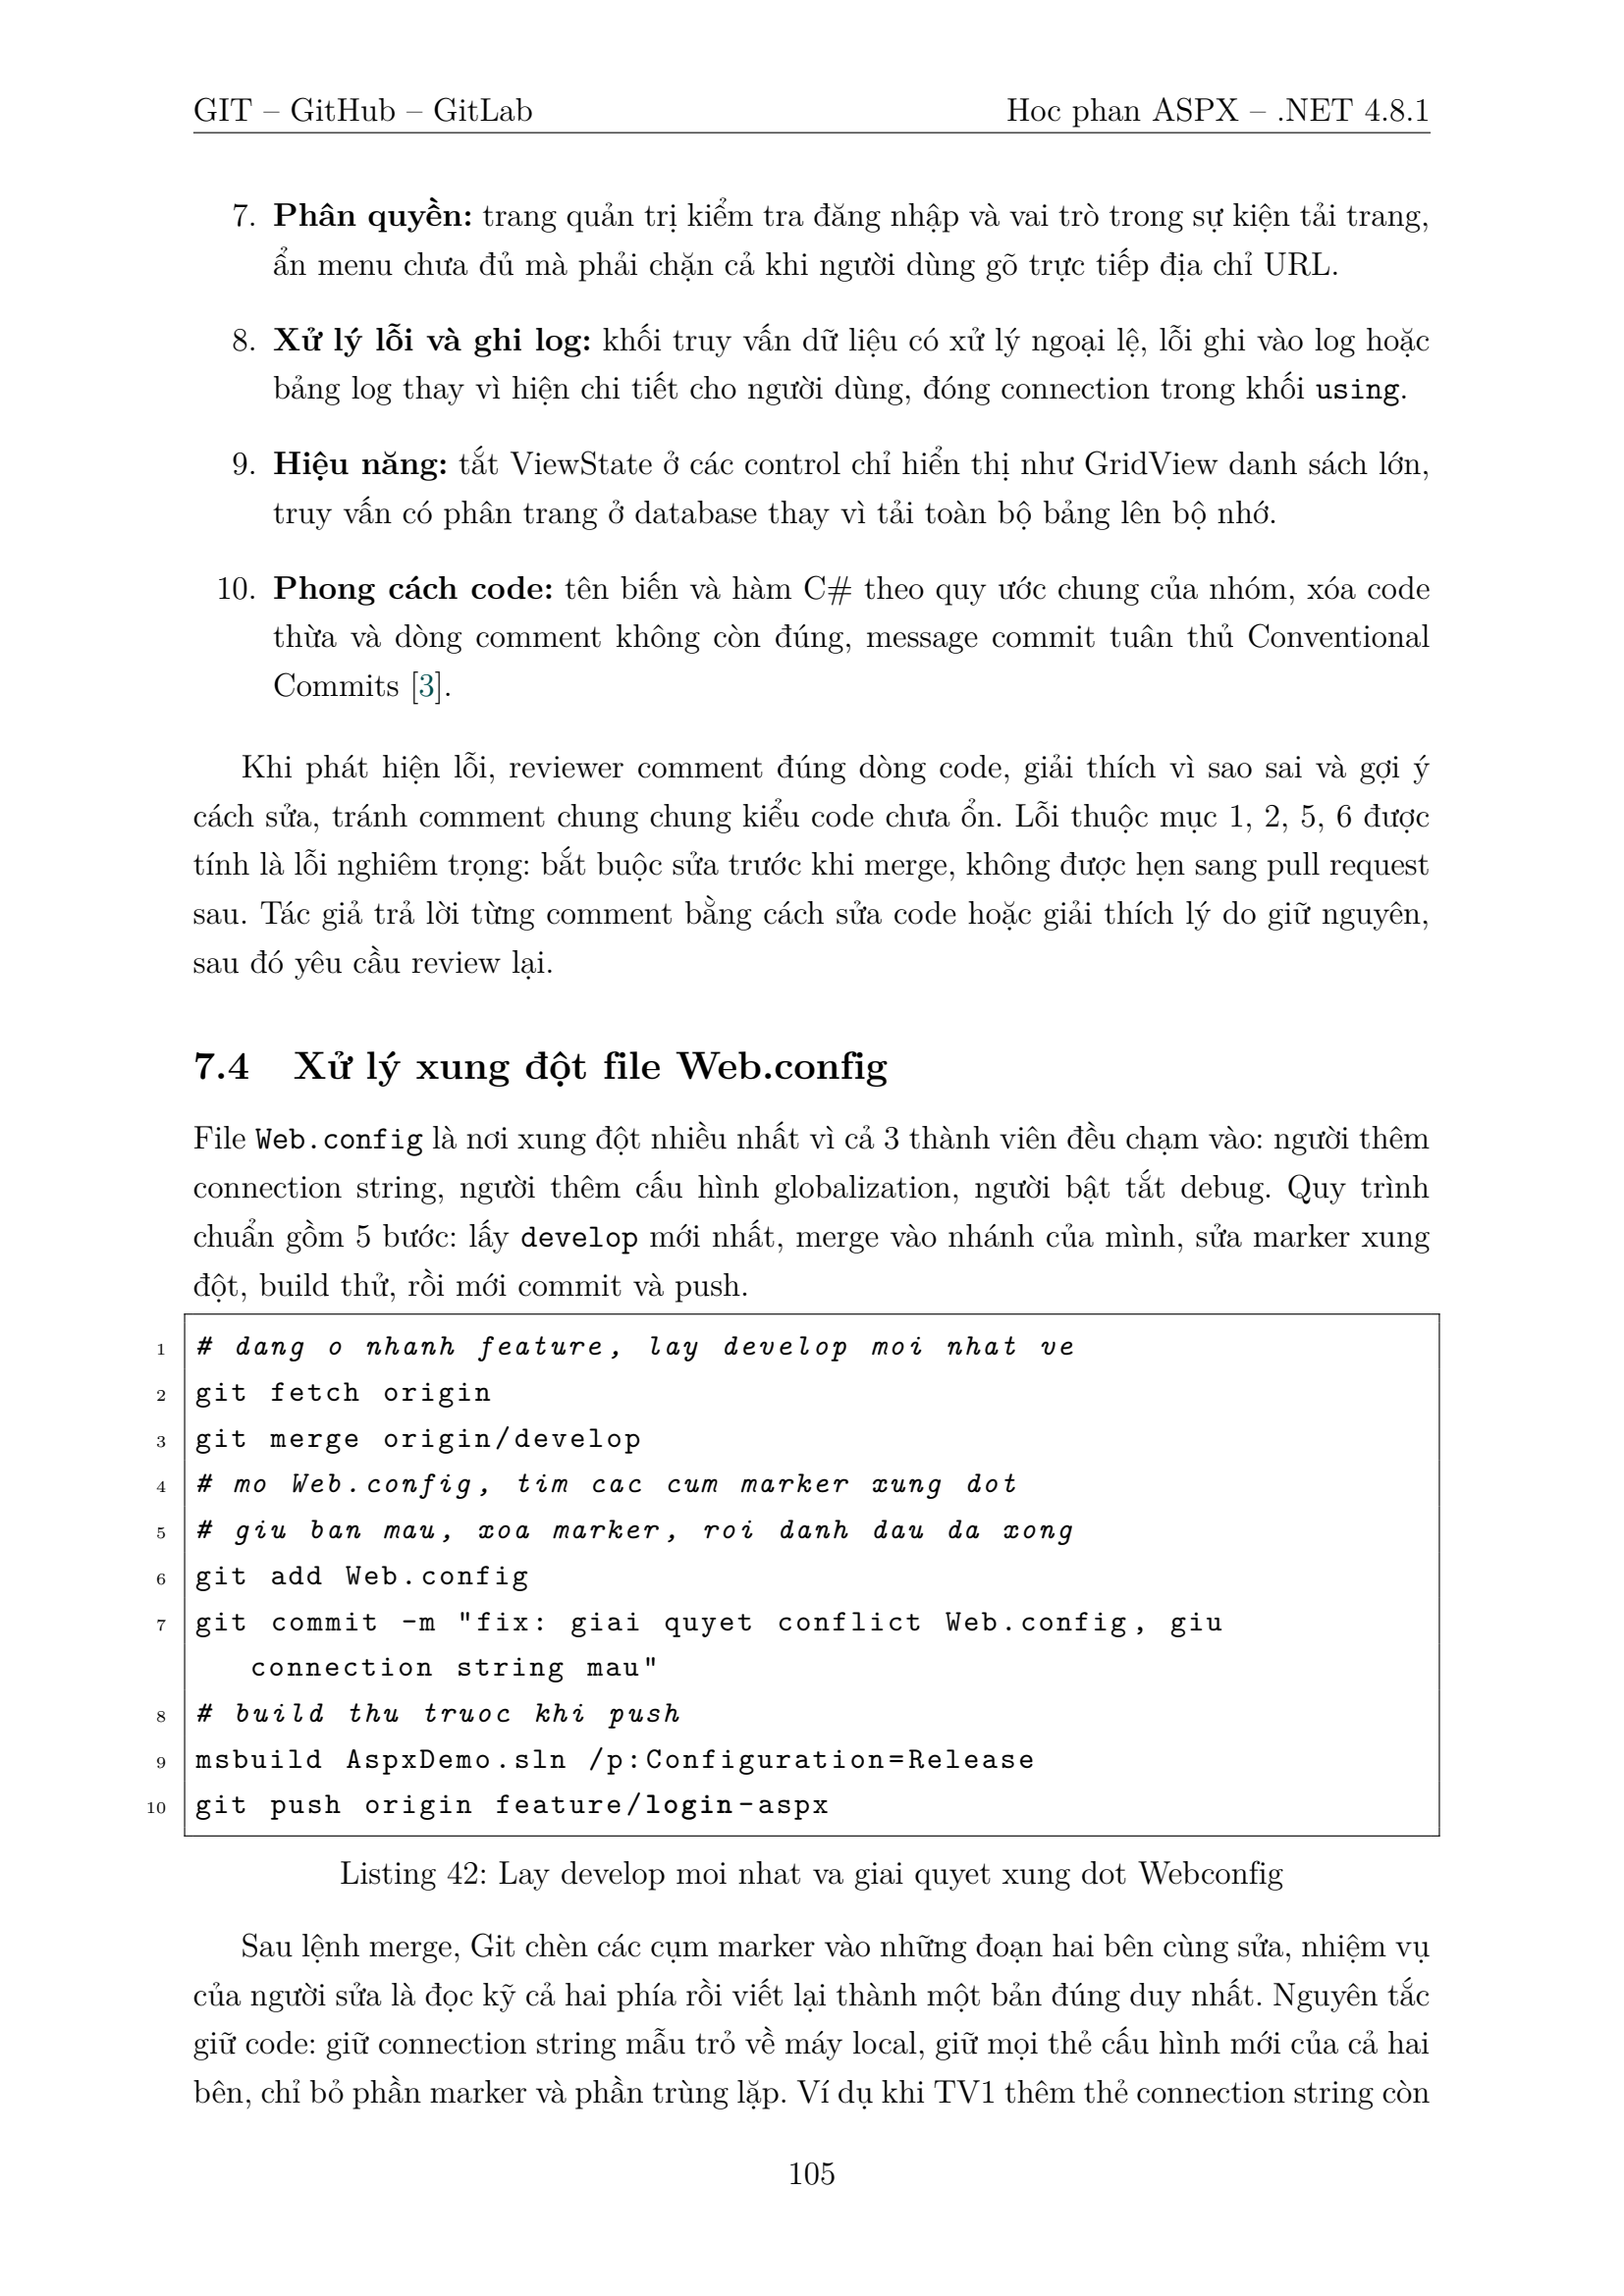 GIT – GitHub – GitLab
Hoc phan ASPX – .NET 4.8.1
7. Phân quyền: trang quản trị kiểm tra đăng nhập và vai trò trong sự kiện tải trang,
ẩn menu chưa đủ mà phải chặn cả khi người dùng gõ trực tiếp địa chỉ URL.
8. Xử lý lỗi và ghi log: khối truy vấn dữ liệu có xử lý ngoại lệ, lỗi ghi vào log hoặc
bảng log thay vì hiện chi tiết cho người dùng, đóng connection trong khối using.
9. Hiệu năng: tắt ViewState ở các control chỉ hiển thị như GridView danh sách lớn,
truy vấn có phân trang ở database thay vì tải toàn bộ bảng lên bộ nhớ.
10. Phong cách code: tên biến và hàm C# theo quy ước chung của nhóm, xóa code
thừa và dòng comment không còn đúng, message commit tuân thủ Conventional
Commits [3].
Khi phát hiện lỗi, reviewer comment đúng dòng code, giải thích vì sao sai và gợi ý
cách sửa, tránh comment chung chung kiểu code chưa ổn. Lỗi thuộc mục 1, 2, 5, 6 được
tính là lỗi nghiêm trọng: bắt buộc sửa trước khi merge, không được hẹn sang pull request
sau. Tác giả trả lời từng comment bằng cách sửa code hoặc giải thích lý do giữ nguyên,
sau đó yêu cầu review lại.
7.4 Xử lý xung đột file Web.config
File Web.config là nơi xung đột nhiều nhất vì cả 3 thành viên đều chạm vào: người thêm
connection string, người thêm cấu hình globalization, người bật tắt debug. Quy trình
chuẩn gồm 5 bước: lấy develop mới nhất, merge vào nhánh của mình, sửa marker xung
đột, build thử, rồi mới commit và push.
1 # dang o nhanh feature, lay develop moi nhat ve
2 git fetch origin
3 git merge origin/develop
4 # mo Web.config, tim cac cum marker xung dot
5 # giu ban mau, xoa marker, roi danh dau da xong
6 git add Web.config
7 git commit -m "fix: giai quyet conflict Web.config, giu
connection string mau"
8 # build thu truoc khi push
9 msbuild AspxDemo.sln /p:Configuration=Release
10 git push origin feature/login-aspx
Listing 42: Lay develop moi nhat va giai quyet xung dot Webconfig
Sau lệnh merge, Git chèn các cụm marker vào những đoạn hai bên cùng sửa, nhiệm vụ
của người sửa là đọc kỹ cả hai phía rồi viết lại thành một bản đúng duy nhất. Nguyên tắc
giữ code: giữ connection string mẫu trỏ về máy local, giữ mọi thẻ cấu hình mới của cả hai
bên, chỉ bỏ phần marker và phần trùng lặp. Ví dụ khi TV1 thêm thẻ connection string còn
105